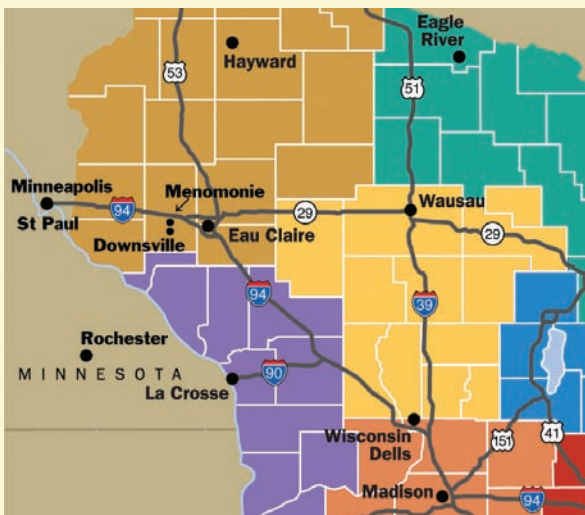 Eagle
River
Hayward
53
51
Minneapolis
St Paul
94
Menomonie
Downsville
Eau Claire
29
Wausau
29
94
39
Rochester
MINNESOTA
La Crosse
90
Wisconsin
Dells
151
41
Madison
94